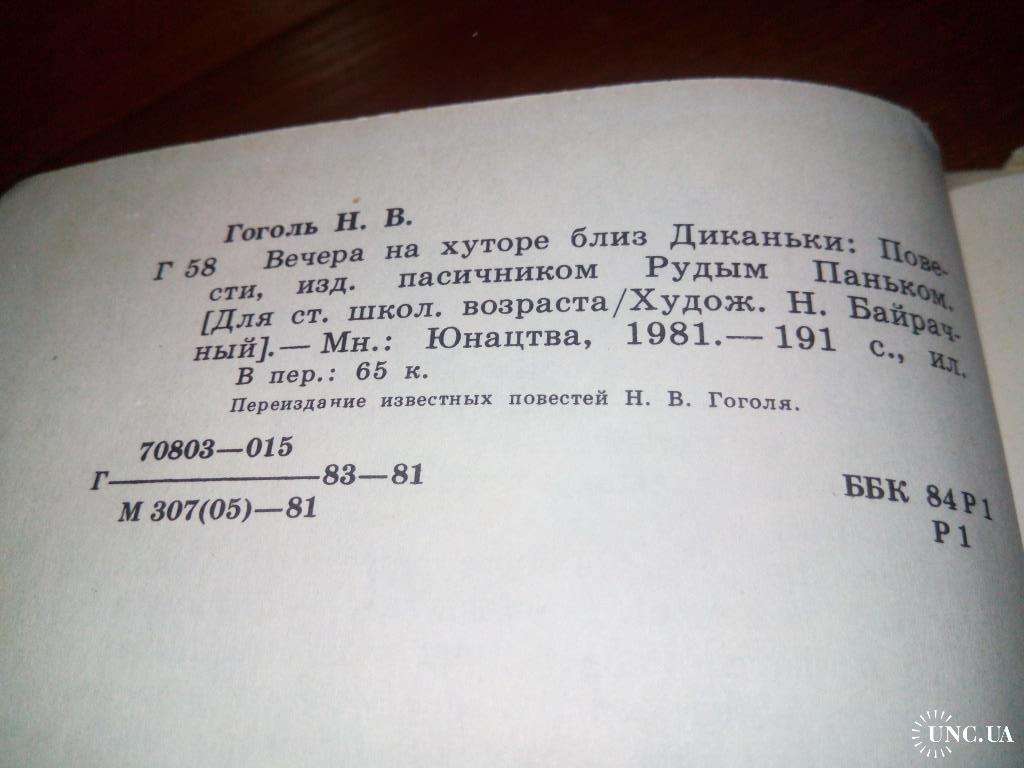 Гоголь Н. В.
Г 58 Вечера на хуторе близ Диканьки: Пове-
сти, изд. пасичником Рудым Паньком.
[Для ст. школ. возраста/Худож. Н. Байрач-
ный].— Мн.: Юнацтва, 1981.— 191 с., ил.
В пер.: 65 к.
Переиздание известных повестей Н. В. Гоголя.
70803—015
Г—————83—81
М 307(05)—81
ББК 84Р1
Р1
UNC.UA